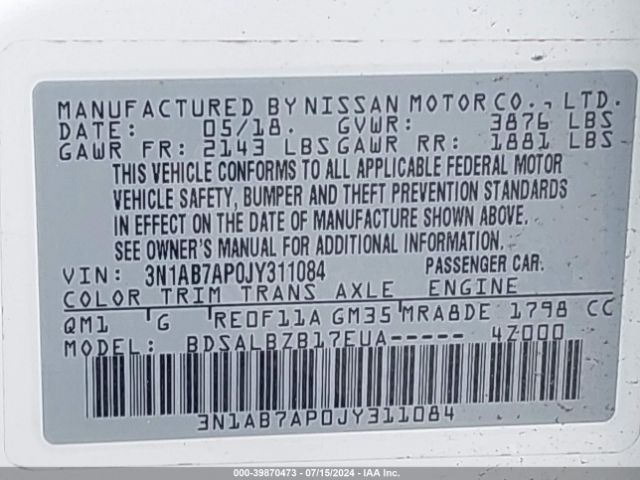 MANUFACTURED BY NISSAN MOTOR CO., LTD.
DATE: 05/18. GVWR: 3876 LBS
GAWR FR: 2143 LBS GAWR RR: 1881 LBS
THIS VEHICLE CONFORMS TO ALL APPLICABLE FEDERAL MOTOR
VEHICLE SAFETY, BUMPER AND THEFT PREVENTION STANDARDS
IN EFFECT ON THE DATE OF MANUFACTURE SHOWN ABOVE.
SEE OWNER'S MANUAL FOR ADDITIONAL INFORMATION.
VIN: 3N1AB7AP0JY311084 PASSENGER CAR.
COLOR TRIM TRANS AXLE ENGINE
QM1 G RE0F11A GM35 MRA8DE 1798 CC
MODEL: BDSALBZB17EUA----- 4Z000
3N1AB7AP0JY311084
000-39870473 - 07/15/2024 - IAA Inc.